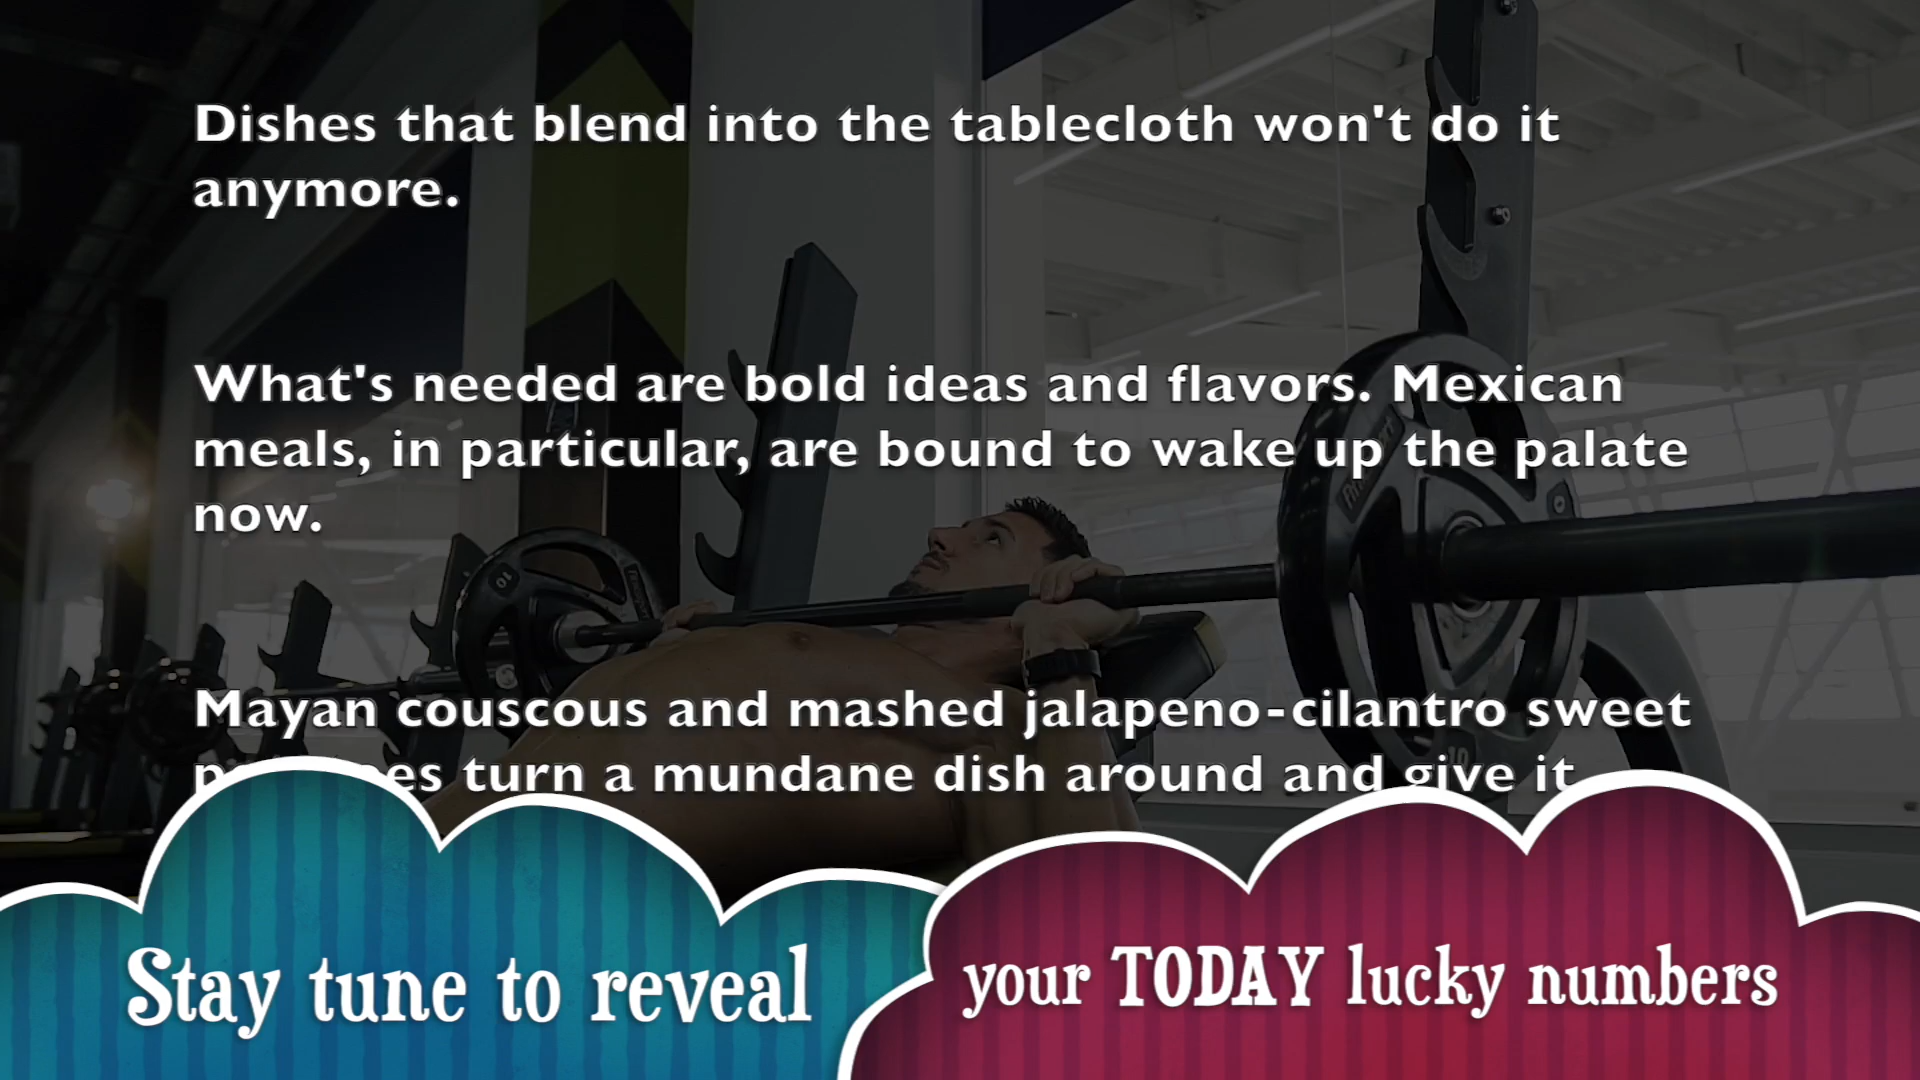 Dishes that blend into the tablecloth won't do it
anymore.
What's needed are bold ideas and flavors. Mexican
meals, in particular, are bound to wake up the palate
now.
Mayan couscous and mashed jalapeno-cilantro sweet
turn a mundane dish around and give it
Stay tune to reveal
your TODAY lucky numbers
10
10